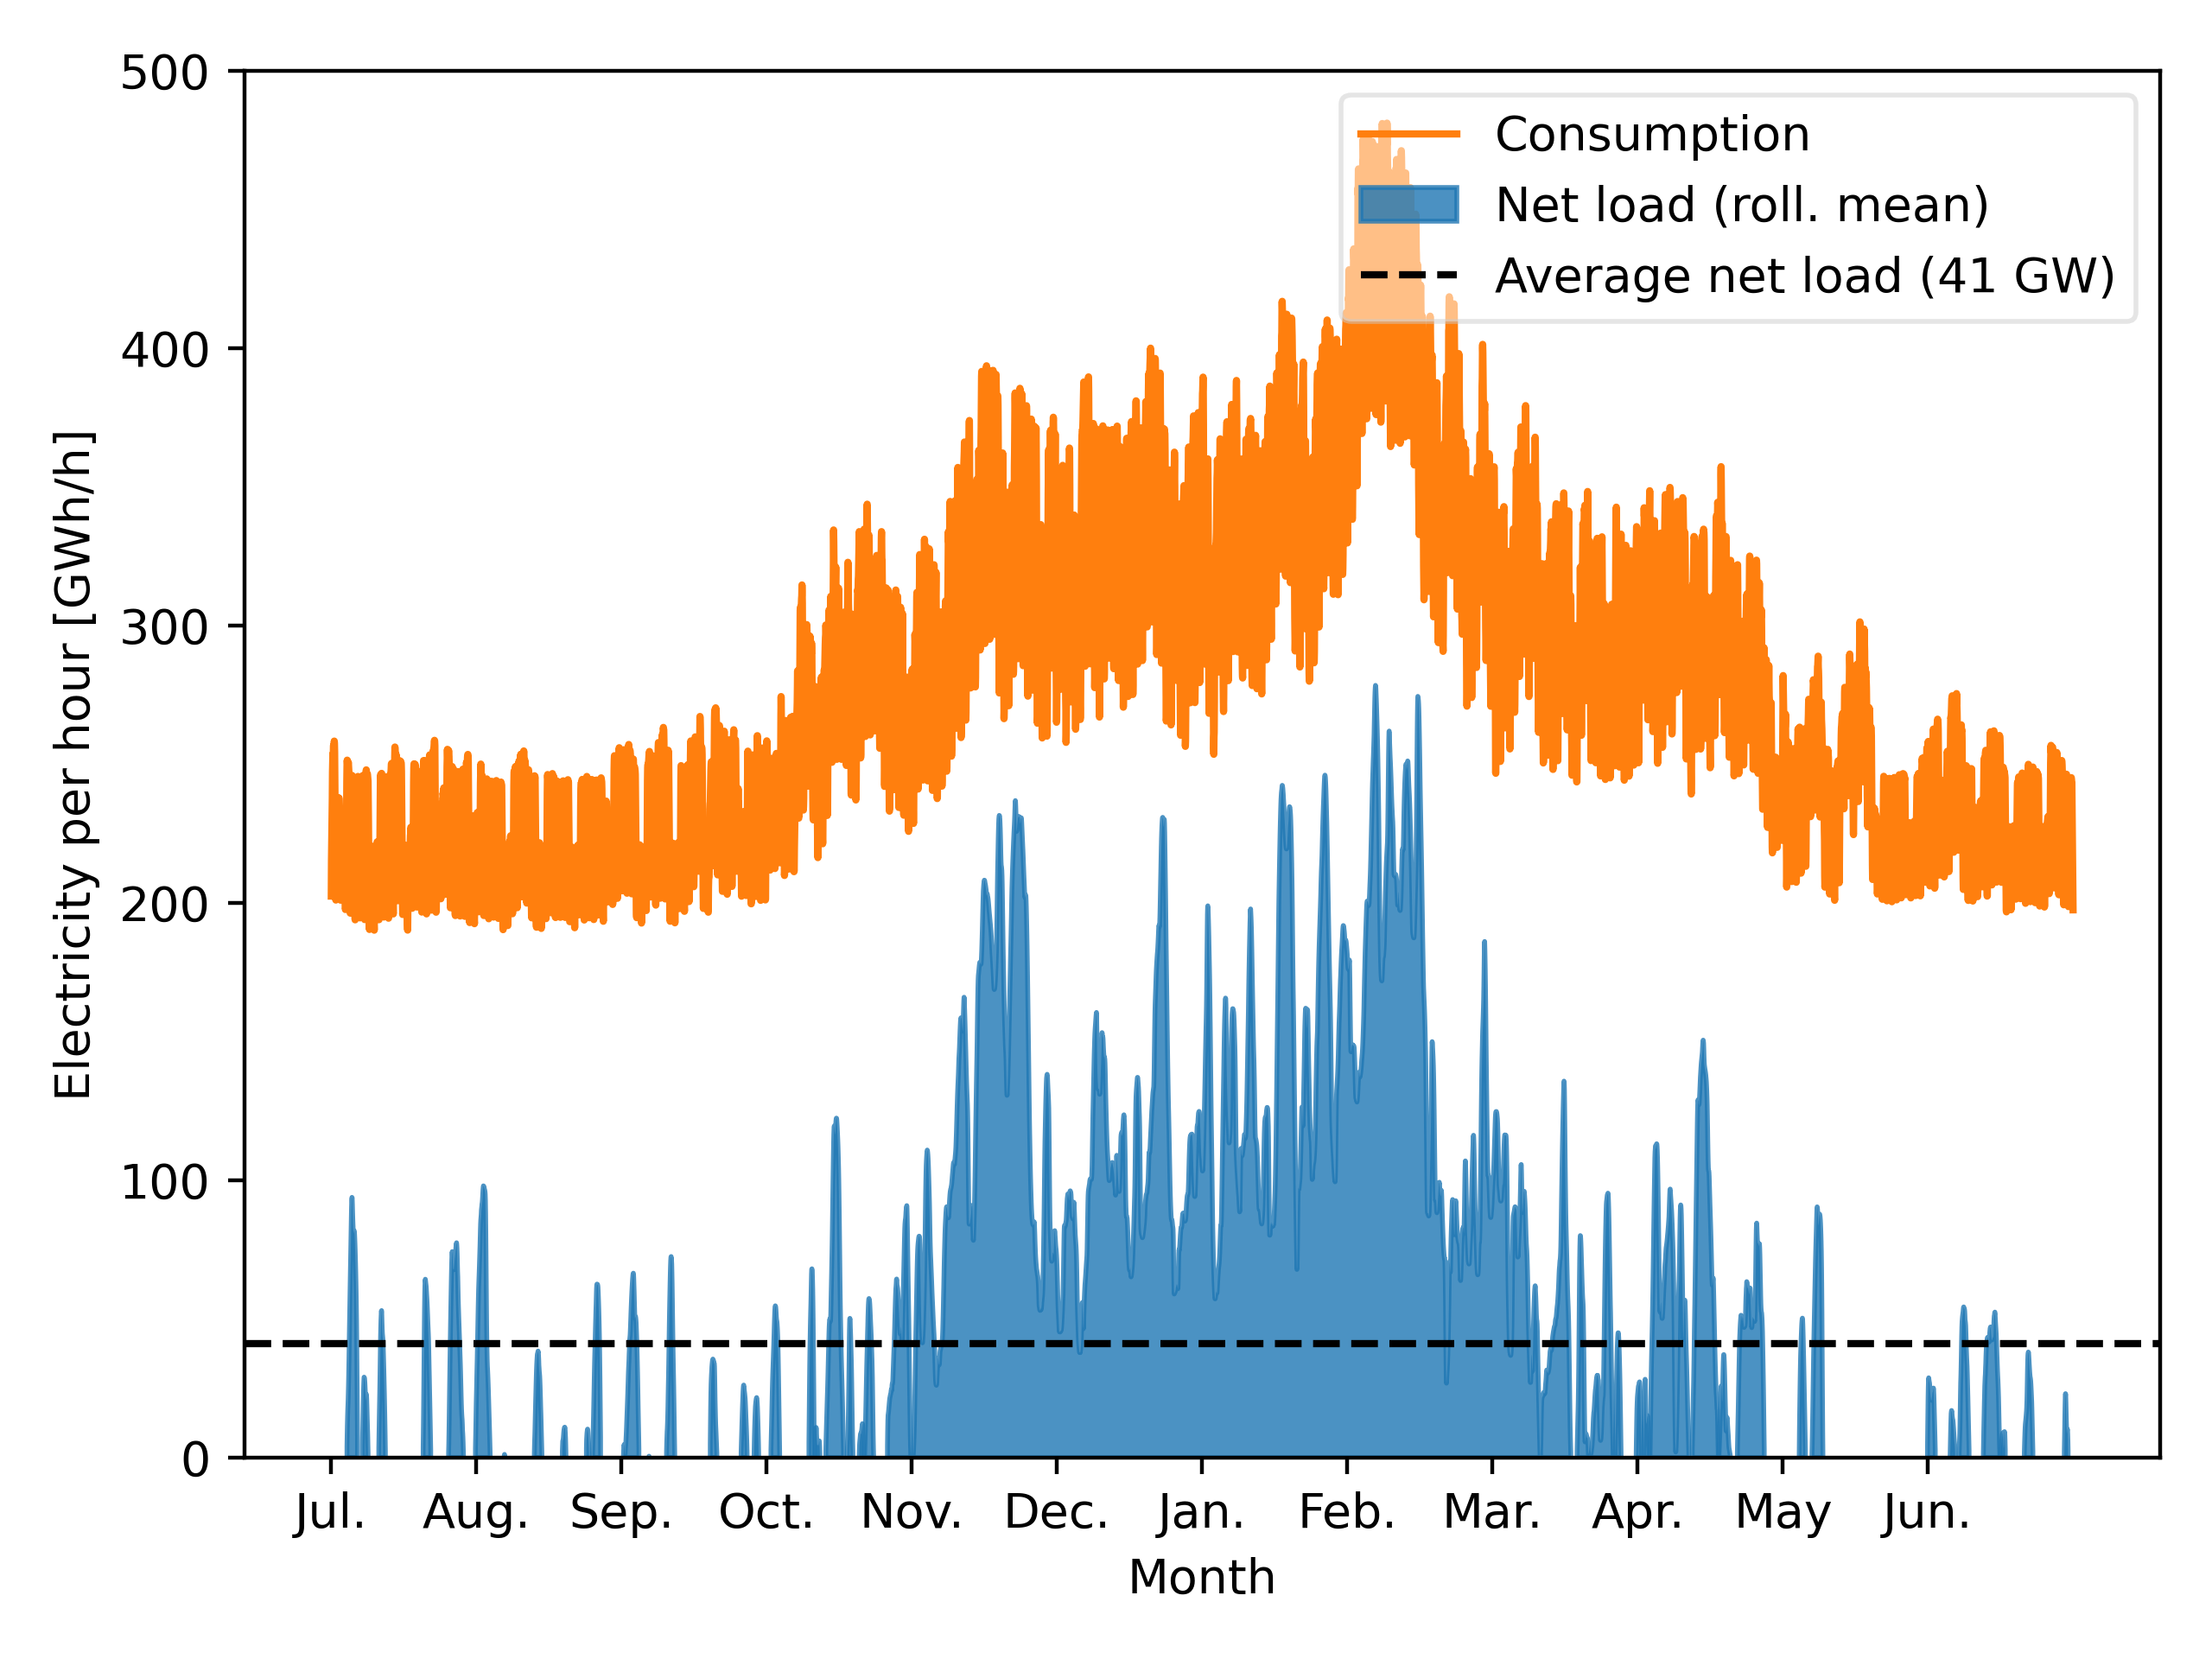 Electricity per hour [GWh/h]
500
400
300
200
100
0
Consumption
Net load (roll. mean)
Average net load (41 GW)
Jul. Aug. Sep. Oct. Nov. Dec. Jan. Feb. Mar. Apr. May Jun.
Month